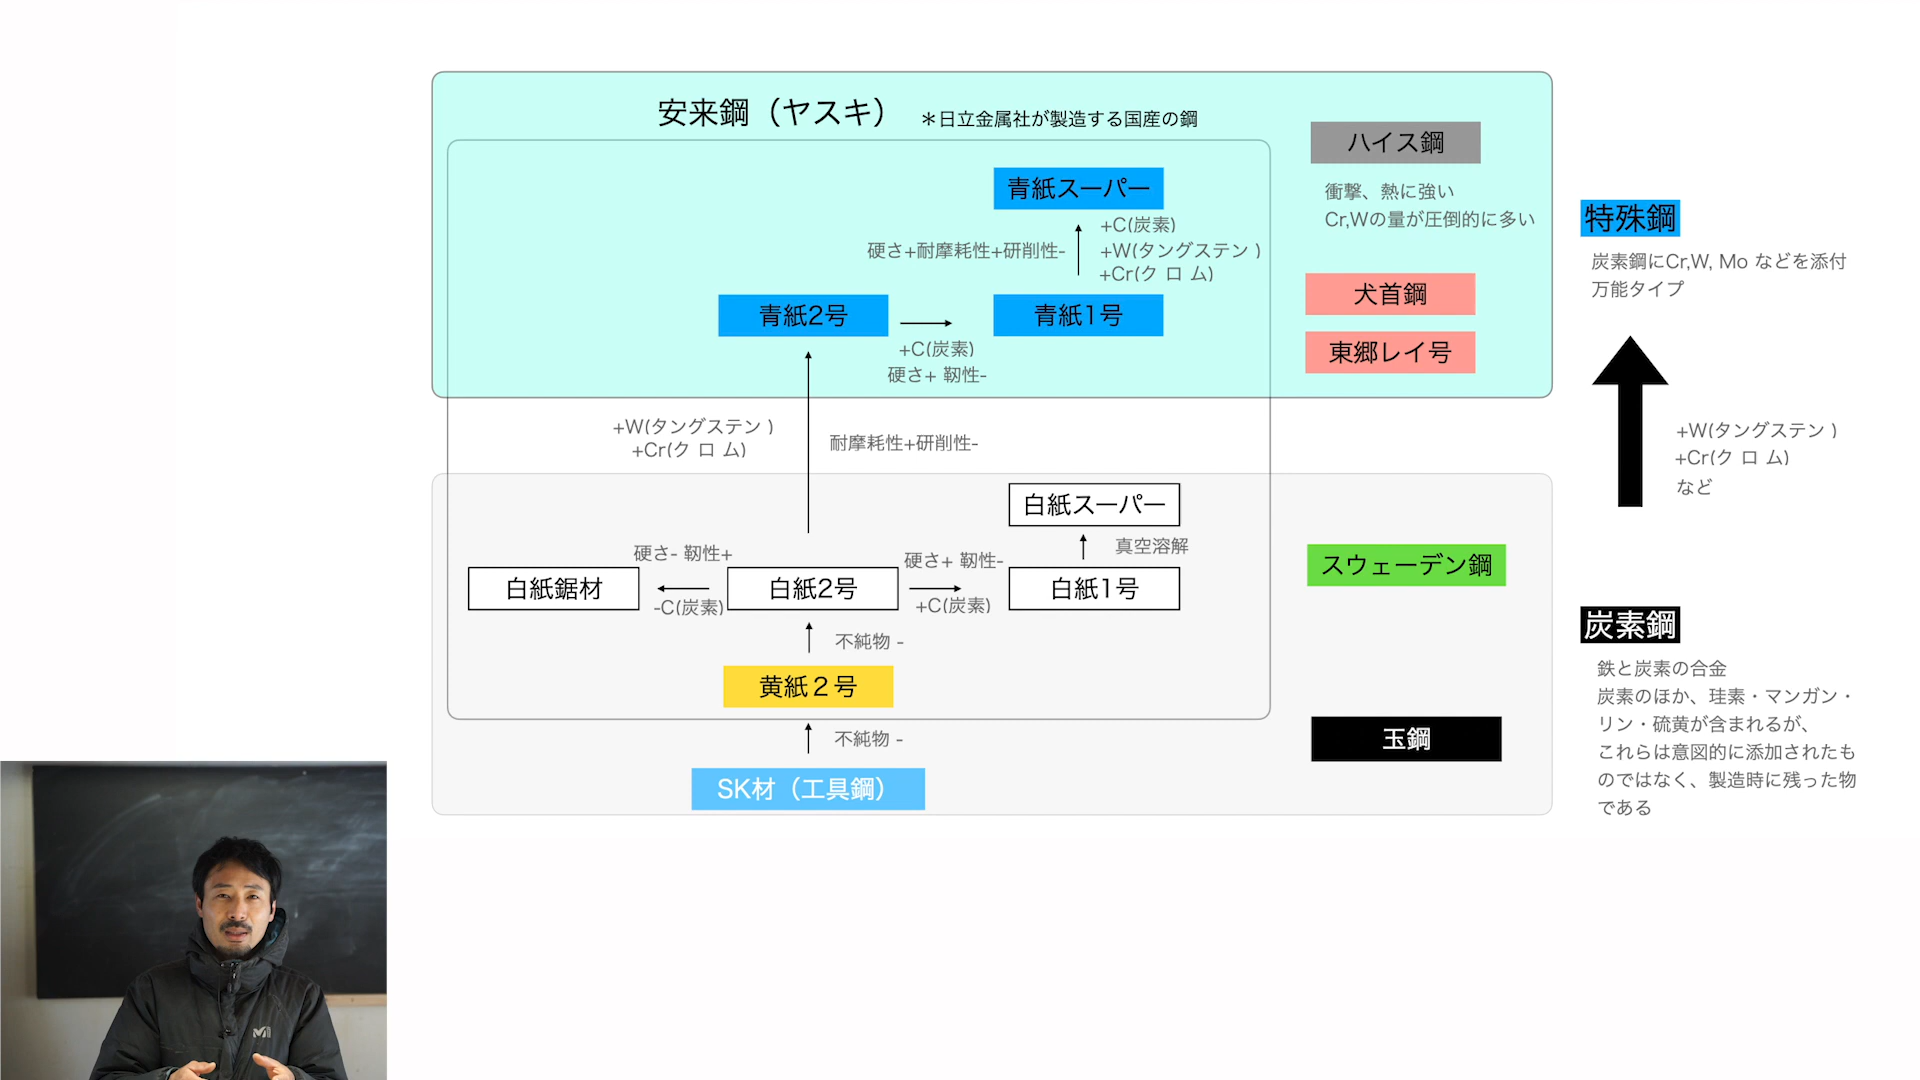 安来鋼（ヤスキ）
＊日立金属社が製造する国産の鋼
ハイス鋼
衝撃、熱に強い
Cr,Wの量が圧倒的に多い
青紙スーパー
硬さ+耐摩耗性+研削性-
+C(炭素)
+W(タングステン )
+Cr(ク ロ ム)
青紙2号
青紙1号
+C(炭素)
硬さ+ 靭性-
犬首鋼
東郷レイ号
特殊鋼
炭素鋼にCr,W, Mo などを添付
万能タイプ
+W(タングステン )
+Cr(ク ロ ム)
耐摩耗性+研削性-
+W(タングステン )
+Cr(ク ロ ム)
など
白紙スーパー
真空溶解
硬さ- 靭性+
硬さ+ 靭性-
白紙鋸材
-C(炭素)
白紙2号
+C(炭素)
白紙1号
スウェーデン鋼
不純物 -
黄紙２号
不純物 -
SK材（工具鋼）
玉鋼
炭素鋼
鉄と炭素の合金
炭素のほか、珪素・マンガン・
リン・硫黄が含まれるが、
これらは意図的に添加されたも
のではなく、製造時に残った物
である